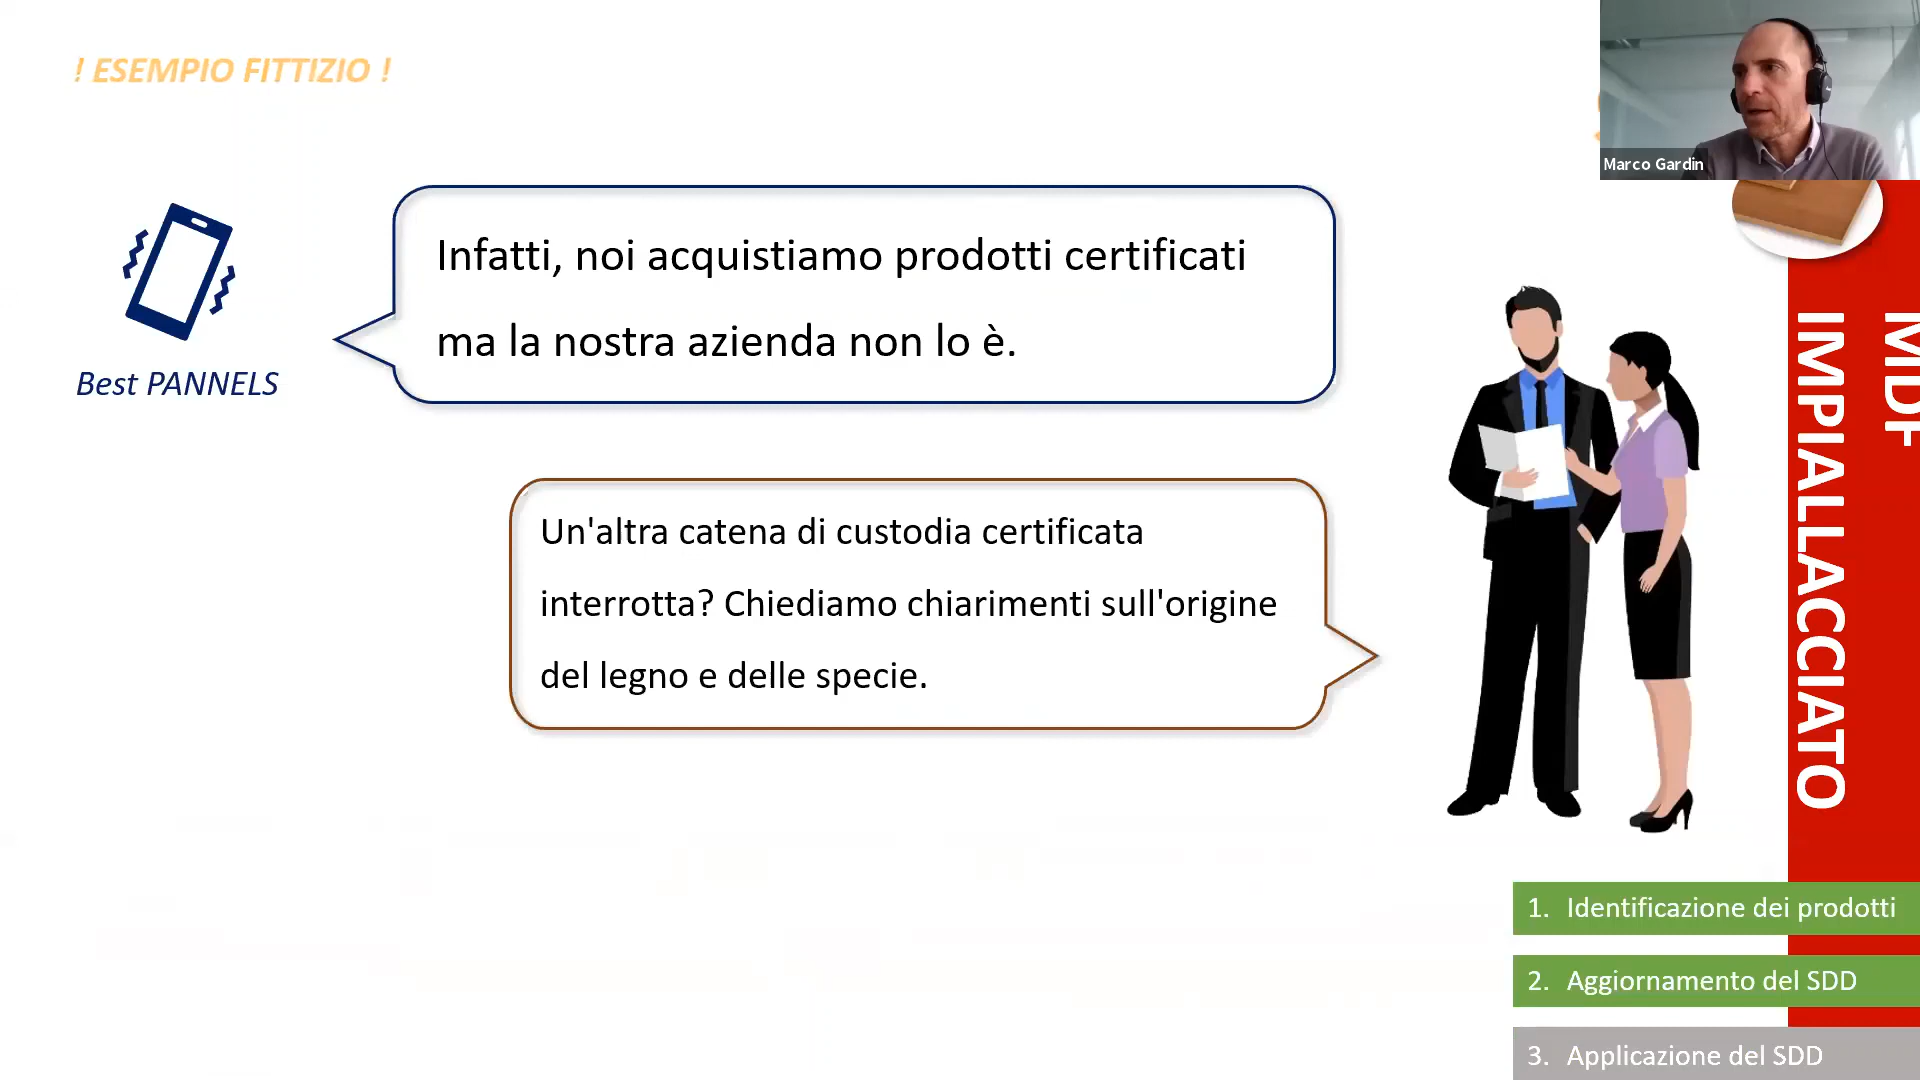 ! ESEMPIO FITTIZIO !
Marco Gardin
Infatti, noi acquistiamo prodotti certificati
ma la nostra azienda non lo è.
Best PANNELS
Un'altra catena di custodia certificata
interrotta? Chiediamo chiarimenti sull'origine
del legno e delle specie.
MDF
IMPIALLACCIATO
1. Identificazione dei prodotti
2. Aggiornamento del SDD
3. Applicazione del SDD